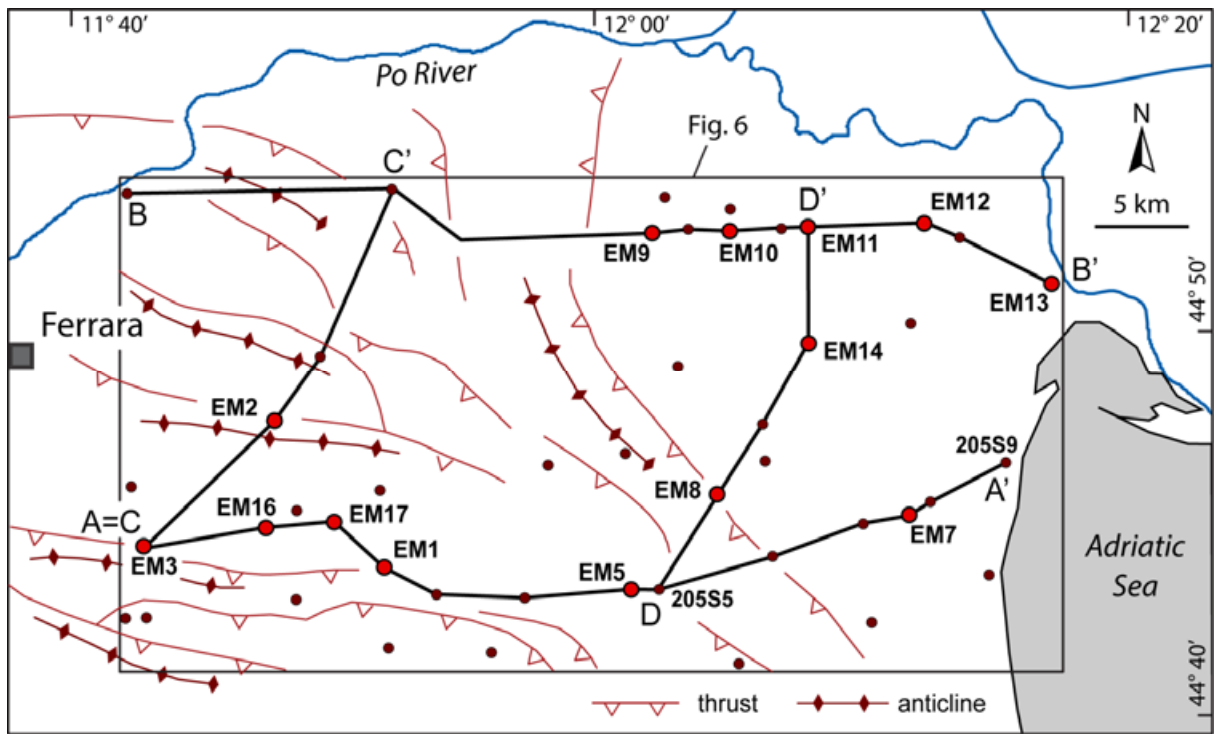 11° 40′
12° 00′
12° 20′
Po River
Fig. 6
N
5 km
C′
B
D′
EM12
EM9
EM10
EM11
B′
EM13
44° 50′
Ferrara
EM14
EM2
205S9
A′
EM8
A=C
EM16
EM17
EM3
EM1
EM7
EM5
D
205S5
Adriatic
Sea
44° 40′
thrust
anticline